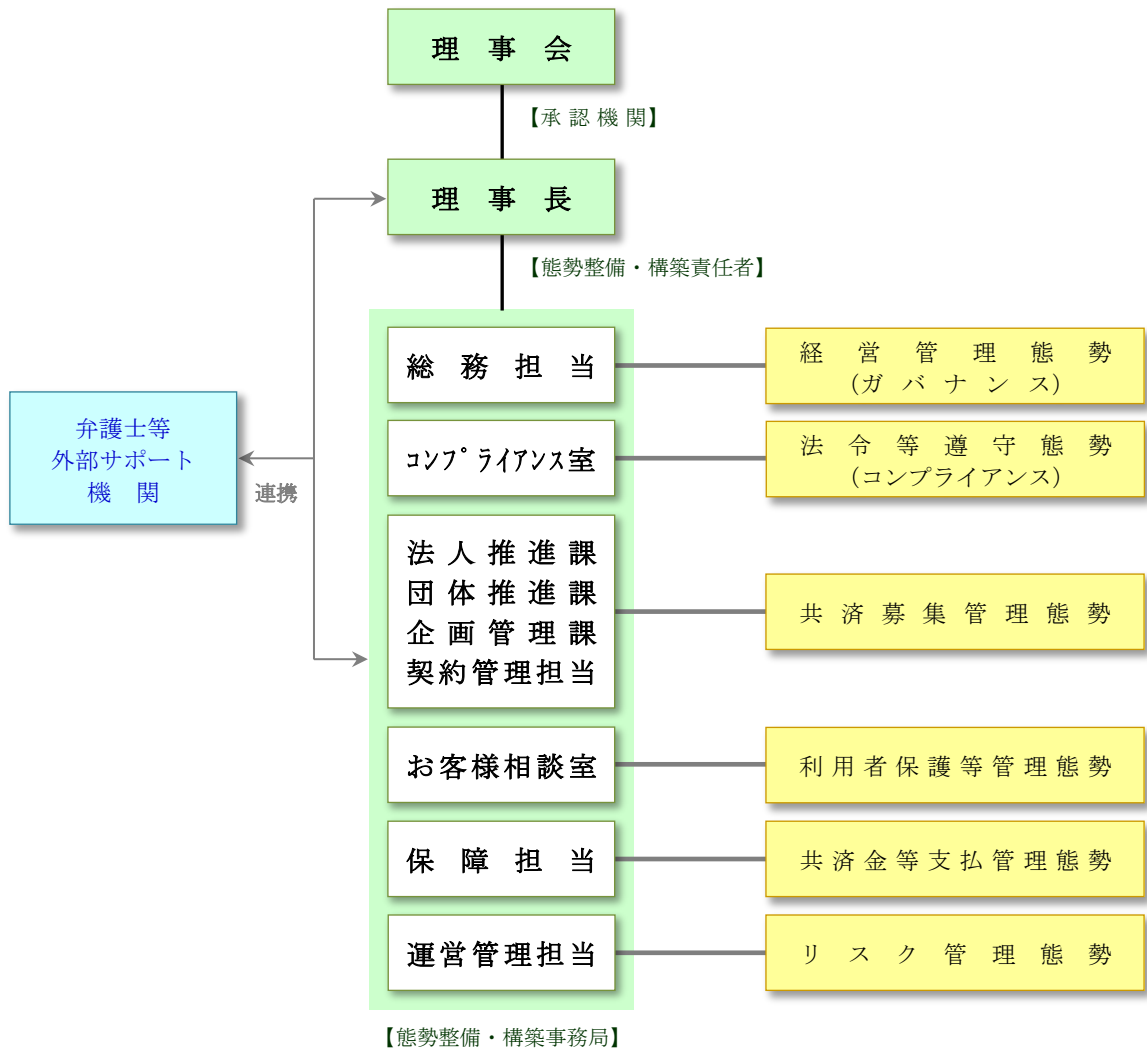 理事会
【承認機関】
理事長
【態勢整備・構築責任者】
総務担当
経営管理態勢
(ガバナンス)
弁護士等
外部サポート
機関
連携
コンプライアンス室
法令等遵守態勢
(コンプライアンス)
法人推進課
団体推進課
企画管理課
契約管理担当
共済募集管理態勢
お客様相談室
利用者保護等管理態勢
保障担当
共済金等支払管理態勢
運営管理担当
リスク管理態勢
【態勢整備・構築事務局】